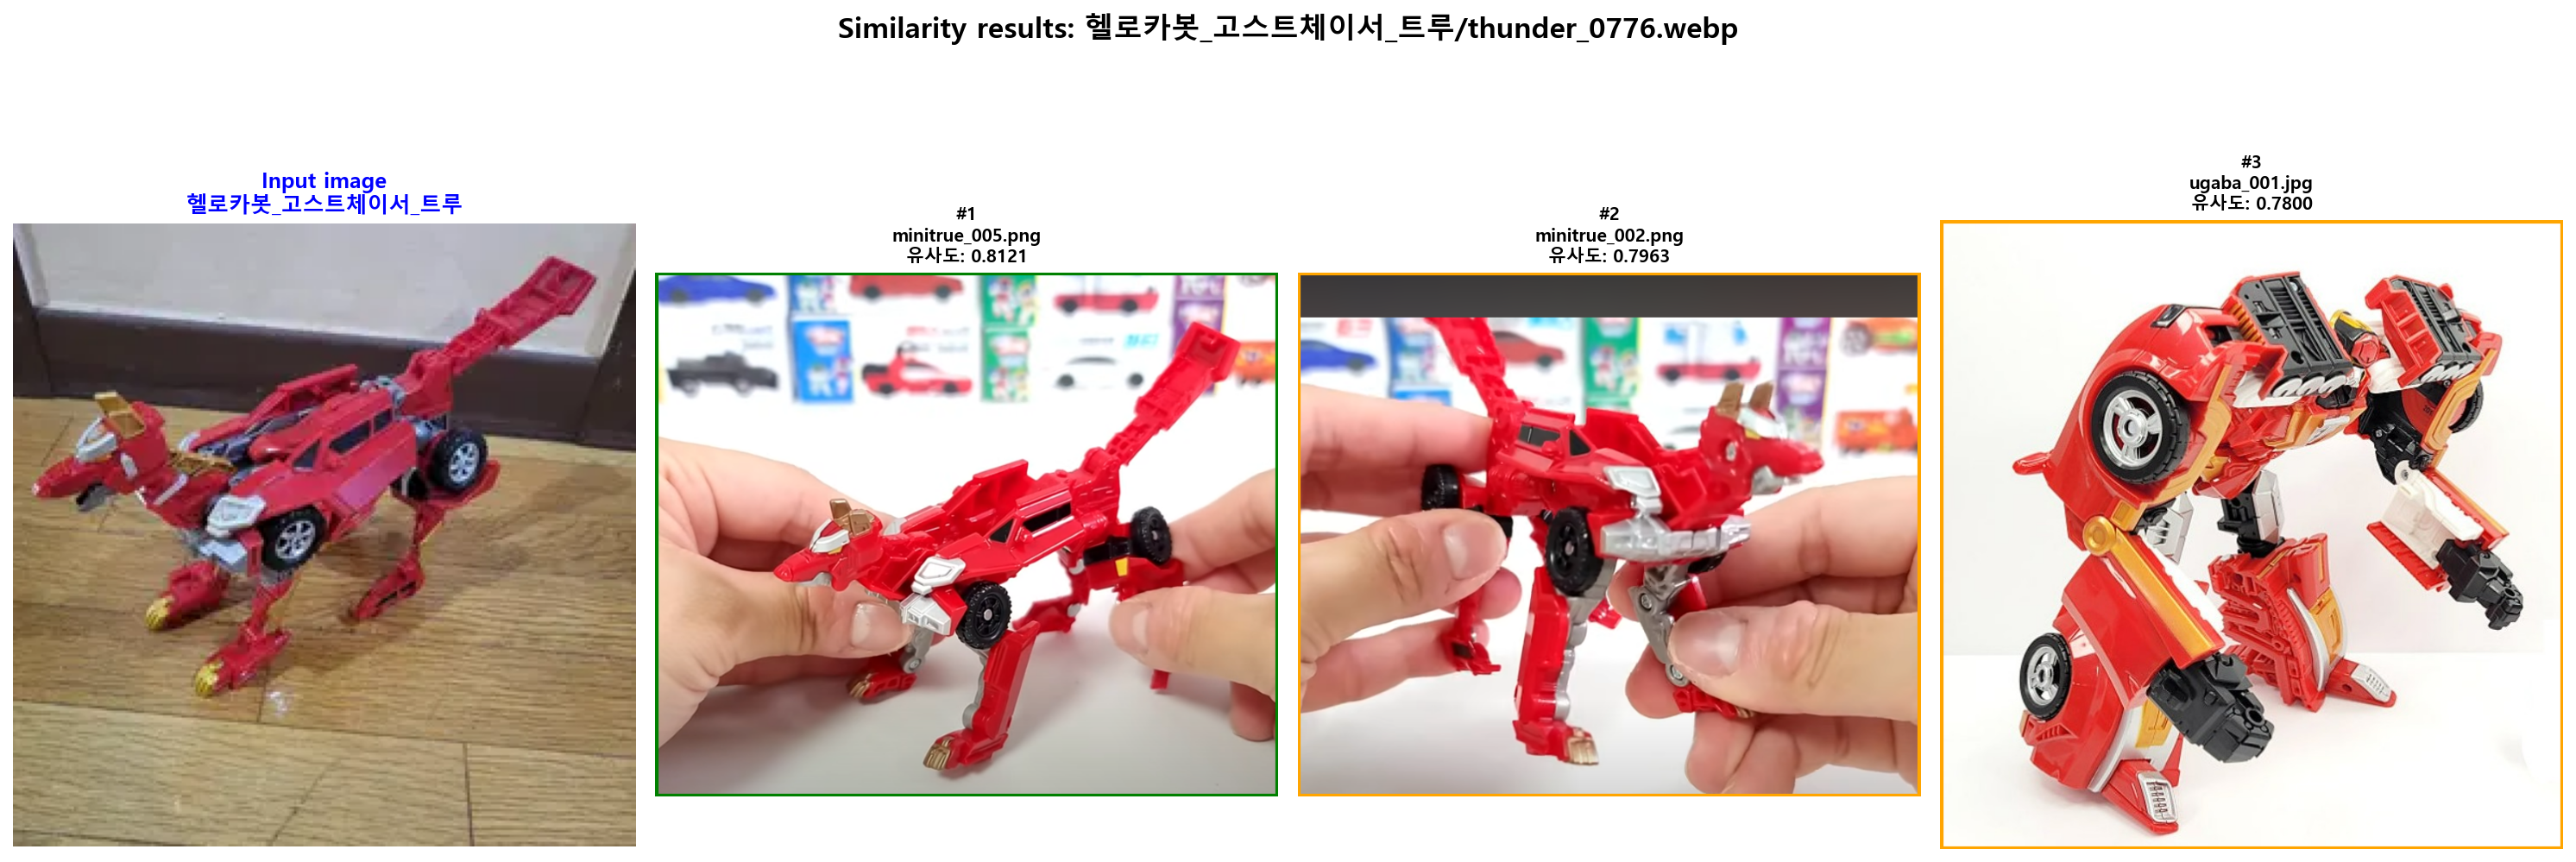 Similarity results: 헬로카봇_고스트체이서_트루/thunder_0776.webp
Input image
헬로카봇_고스트체이서_트루
#1
minitrue_005.png
유사도: 0.8121
#2
minitrue_002.png
유사도: 0.7963
#3
ugaba_001.jpg
유사도: 0.7800